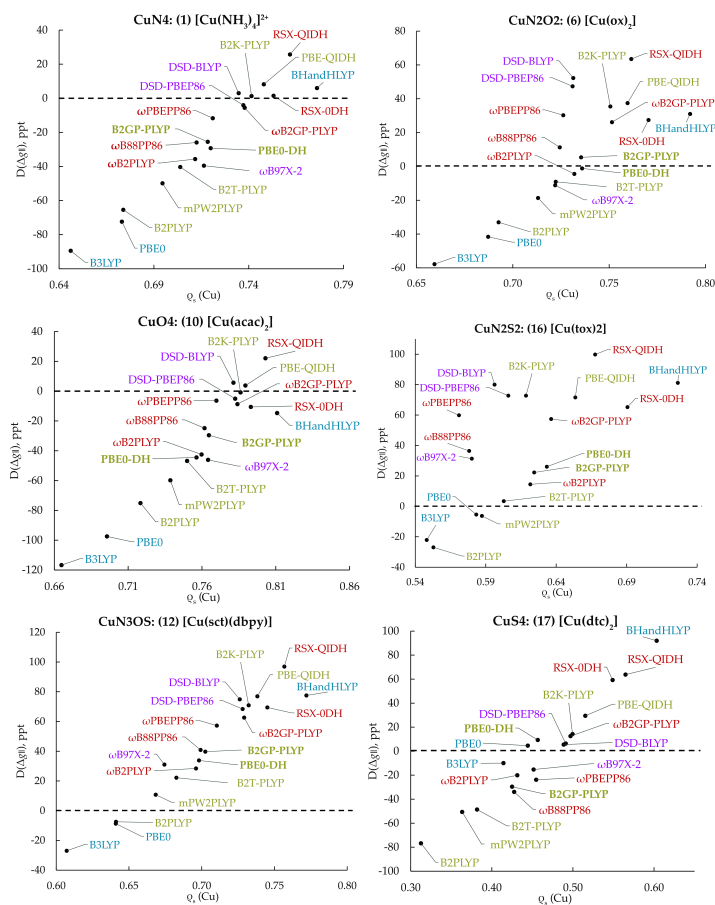 CuN4: (1) [Cu(NH3)4]2+
60
40
20
0
-20
-40
-60
-80
-100
D(Δg||), ppt
RSX-QIDH
B2K-PLYP
PBE-QIDH
DSD-BLYP
BHandHLYP
DSD-PBEP86
ωPBEPP86
RSX-0DH
ωB2GP-PLYP
B2GP-PLYP
ωB88PP86
PBE0-DH
ωB2PLYP
ωB97X-2
B2T-PLYP
mPW2PLYP
B2PLYP
PBE0
B3LYP
0.64 0.69 0.74 0.79
ϱs (Cu)
CuN2O2: (6) [Cu(ox)2]
80
60
40
20
0
-20
-40
-60
D(Δg||), ppt
B2K-PLYP
RSX-QIDH
DSD-BLYP
DSD-PBEP86
PBE-QIDH
ωPBEPP86
ωB2GP-PLYP
BHandHLYP
ωB88PP86
RSX-0DH
ωB2PLYP
B2GP-PLYP
PBE0-DH
B2T-PLYP
ωB97X-2
mPW2PLYP
B2PLYP
PBE0
B3LYP
0.60 0.70 0.80
ϱs (Cu)
CuO4: (10) [Cu(acac)2]
40
20
0
-20
-40
-60
-80
-100
-120
D(Δg||), ppt
B2K-PLYP
RSX-QIDH
DSD-BLYP
PBE-QIDH
DSD-PBEP86
ωB2GP-PLYP
ωPBEPP86
RSX-0DH
ωB88PP86
BHandHLYP
ωB2PLYP
B2GP-PLYP
PBE0-DH
ωB97X-2
B2T-PLYP
mPW2PLYP
B2PLYP
PBE0
B3LYP
0.66 0.71 0.76 0.81 0.86
ϱs (Cu)
CuN2S2: (16) [Cu(tox)2]
100
80
60
40
20
0
-20
-40
D(Δg||), ppt
RSX-QIDH
B2K-PLYP
DSD-BLYP
PBE-QIDH
BHandHLYP
DSD-PBEP86
ωPBEPP86
RSX-0DH
ωB2GP-PLYP
ωB88PP86
ωB97X-2
PBE0-DH
B2GP-PLYP
ωB2PLYP
PBE0
B2T-PLYP
B3LYP
mPW2PLYP
B2PLYP
0.54 0.59 0.64 0.69 0.74
ϱs (Cu)
CuN3OS: (12) [Cu(sct)(dbpy)]
120
100
80
60
40
20
0
-20
-40
D(Δg||), ppt
RSX-QIDH
B2K-PLYP
PBE-QIDH
DSD-BLYP
BHandHLYP
DSD-PBEP86
ωPBEPP86
RSX-0DH
ωB88PP86
ωB2GP-PLYP
ωB97X-2
B2GP-PLYP
ωB2PLYP
PBE0-DH
B2T-PLYP
mPW2PLYP
B2PLYP
PBE0
B3LYP
0.60 0.65 0.70 0.75 0.80
ϱs (Cu)
CuS4: (17) [Cu(dtc)2]
100
80
60
40
20
0
-20
-40
-60
-80
-100
D(Δg||), ppt
BHandHLYP
RSX-0DH
RSX-QIDH
B2K-PLYP
PBE-QIDH
DSD-PBEP86
PBE0-DH
ωB2GP-PLYP
PBE0
DSD-BLYP
B3LYP
ωB97X-2
ωB2PLYP
ωPBEPP86
B2GP-PLYP
ωB88PP86
B2T-PLYP
mPW2PLYP
B2PLYP
0.30 0.40 0.50 0.60
ϱs (Cu)